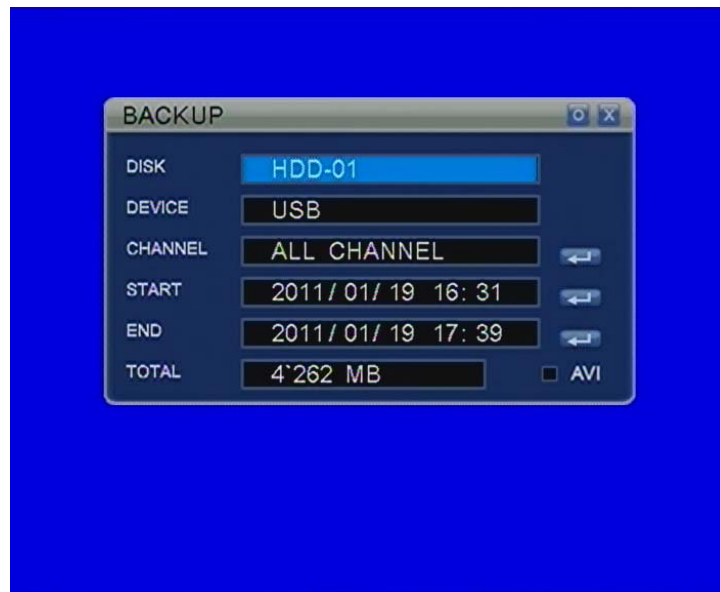 BACKUP
DISK HDD-01
DEVICE USB
CHANNEL ALL CHANNEL
START 2011/01/19 16:31
END 2011/01/19 17:39
TOTAL 4`262 MB AVI